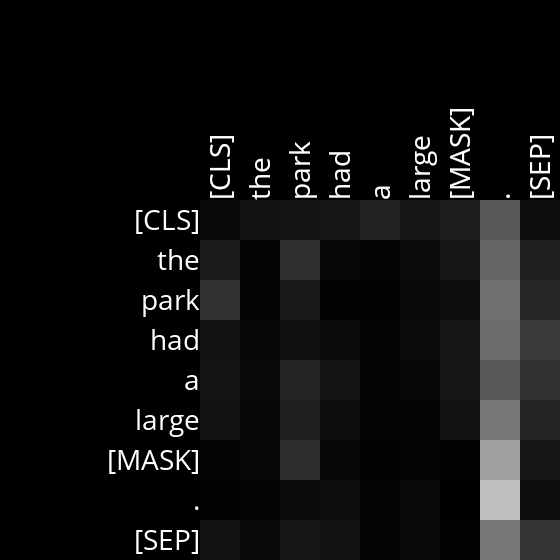 [CLS] the park had a large [MASK] . [SEP]
[CLS]
the
park
had
a
large
[MASK]
.
[SEP]